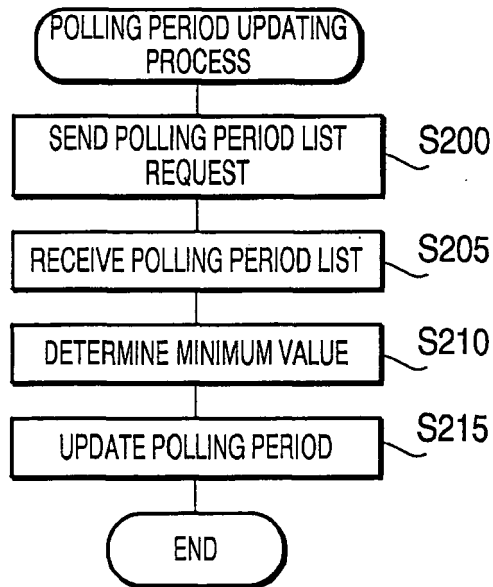 POLLING PERIOD UPDATING
PROCESS
SEND POLLING PERIOD LIST
REQUEST
S200
RECEIVE POLLING PERIOD LIST
S205
DETERMINE MINIMUM VALUE
S210
UPDATE POLLING PERIOD
S215
END